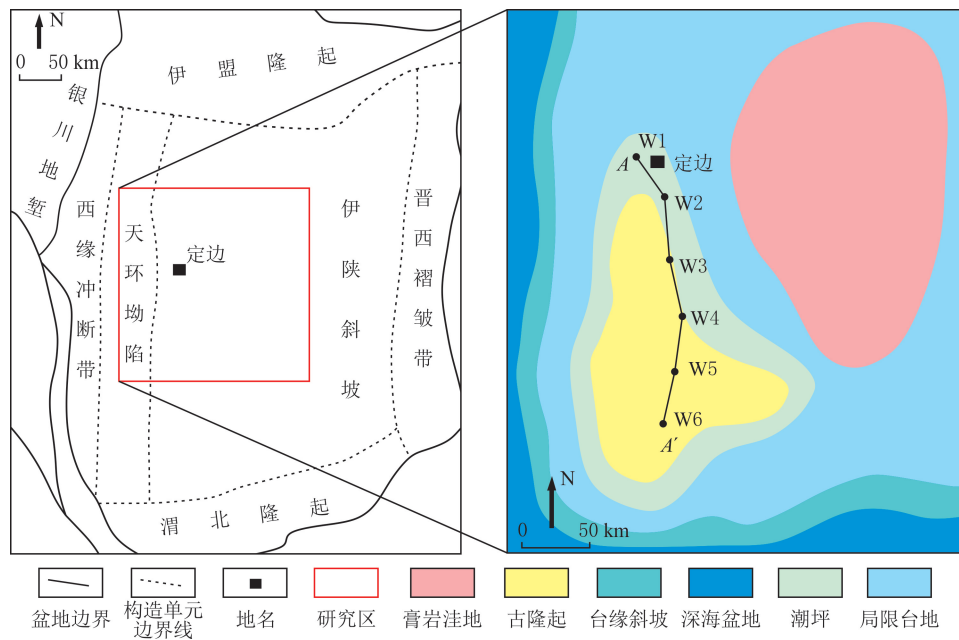 N
0 50 km
伊盟隆起
银川地堑
西缘冲断带
天环坳陷
定边
伊陕斜坡
晋西褶皱带
渭北隆起
W1
A
定边
W2
W3
W4
W5
W6
A′
N
0 50 km
盆地边界
构造单元
边界线
地名
研究区
膏岩洼地
古隆起
台缘斜坡
深海盆地
潮坪
局限台地